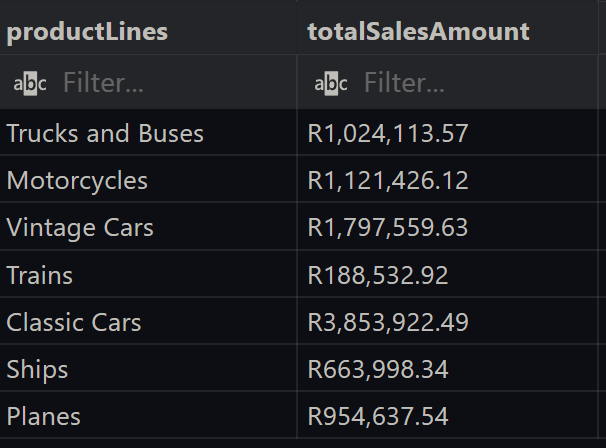 productLines totalSalesAmount
abc Filter... abc Filter...
Trucks and Buses R1,024,113.57
Motorcycles R1,121,426.12
Vintage Cars R1,797,559.63
Trains R188,532.92
Classic Cars R3,853,922.49
Ships R663,998.34
Planes R954,637.54